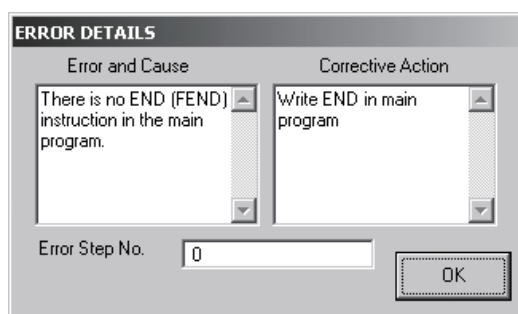 ERROR DETAILS
Error and Cause
Corrective Action
There is no END (FEND)
instruction in the main
program.
Write END in main
program
Error Step No.
0
OK